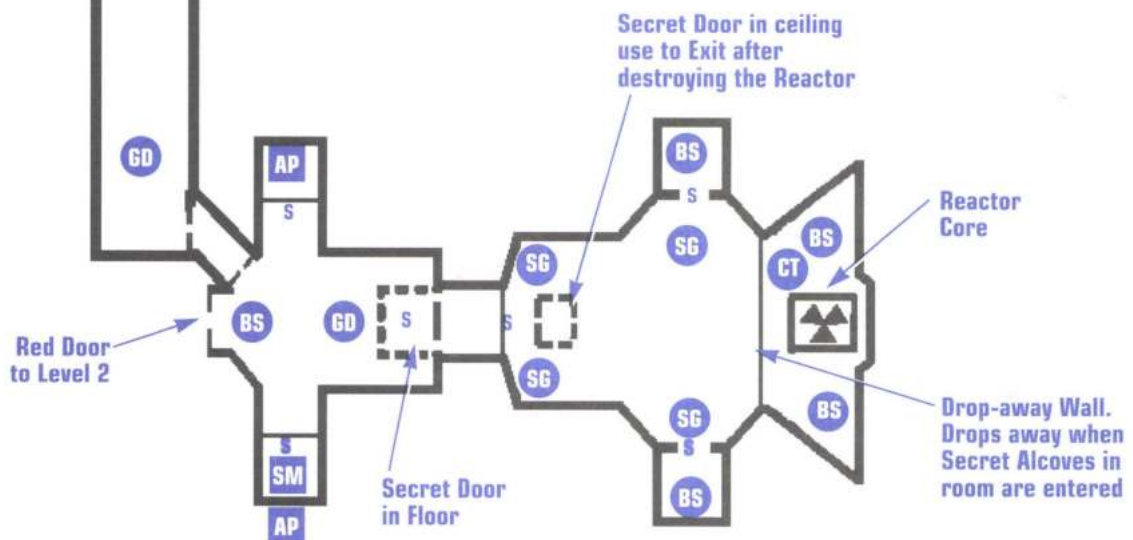 Secret Door in ceiling
use to Exit after
destroying the Reactor
GD
AP
BS
S
S
Reactor
Core
SG
SG
BS
CT
BS
GD
S
S
Red Door
to Level 2
SG
SG
BS
Drop-away Wall.
Drops away when
Secret Alcoves in
room are entered
S
S
SM
Secret Door
in Floor
BS
AP